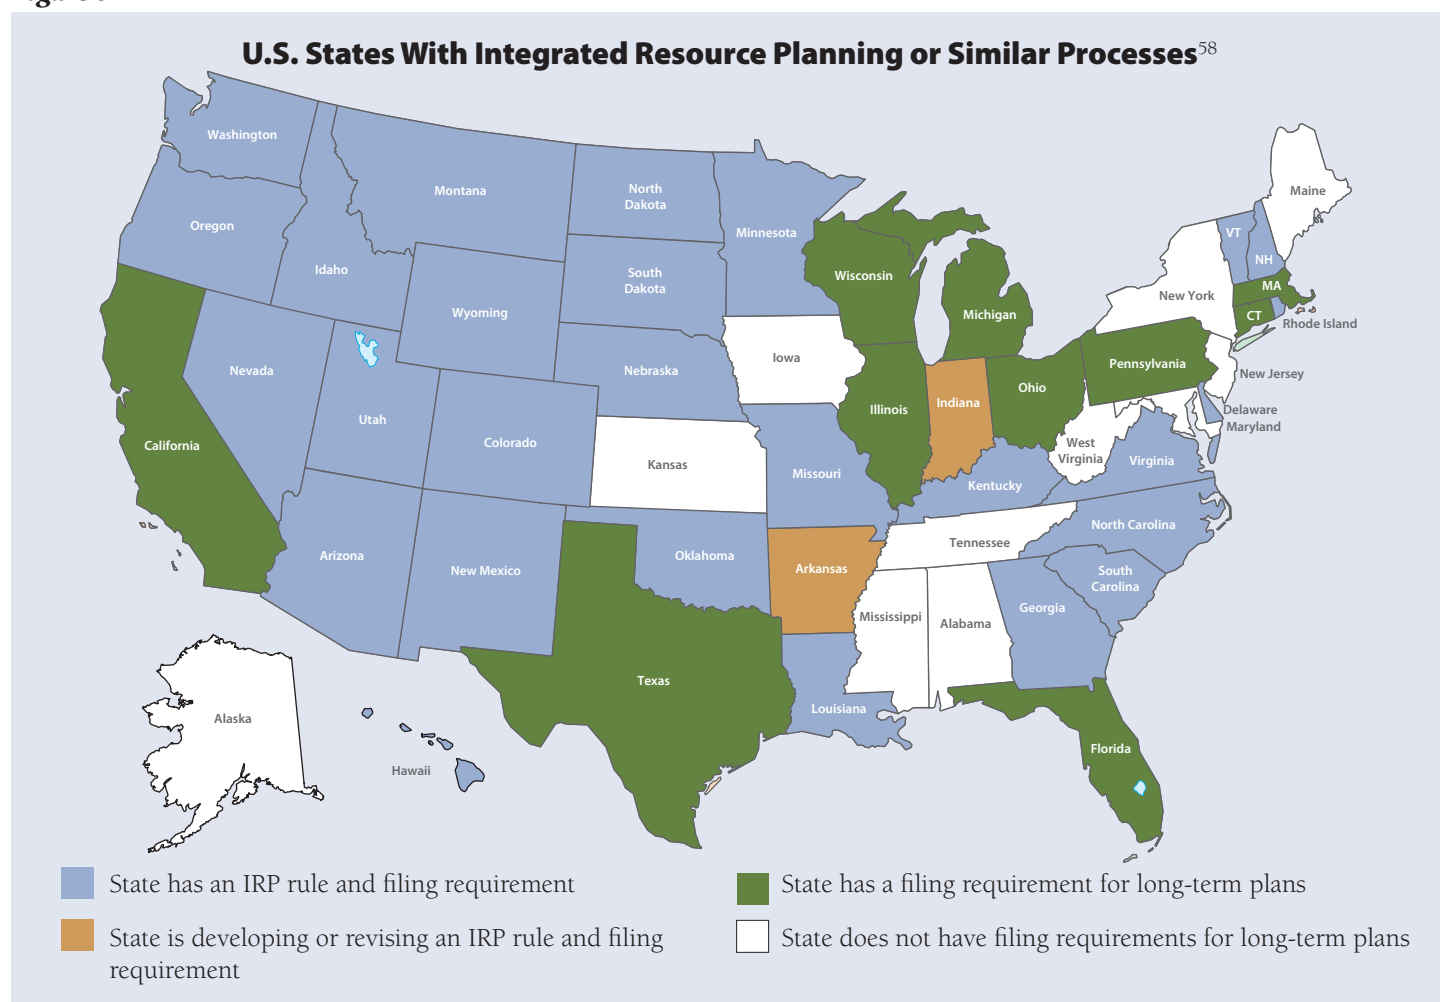 U.S. States With Integrated Resource Planning or Similar Processes58
Washington
Montana
North
Dakota
Minnesota
Maine
Oregon
Idaho
VT
NH
South
Dakota
Wisconsin
MA
Wyoming
New York
Michigan
CT
Rhode Island
Iowa
Nevada
Nebraska
Pennsylvania
New Jersey
Ohio
Utah
Illinois
Indiana
Delaware
Maryland
California
Colorado
Kansas
West
Virginia
Virginia
Missouri
Kentucky
North Carolina
Arizona
New Mexico
Oklahoma
Arkansas
Tennessee
South
Carolina
Mississippi
Alabama
Georgia
Texas
Louisiana
Alaska
Hawaii
Florida
State has an IRP rule and filing requirement
State has a filing requirement for long-term plans
State is developing or revising an IRP rule and filing
requirement
State does not have filing requirements for long-term plans